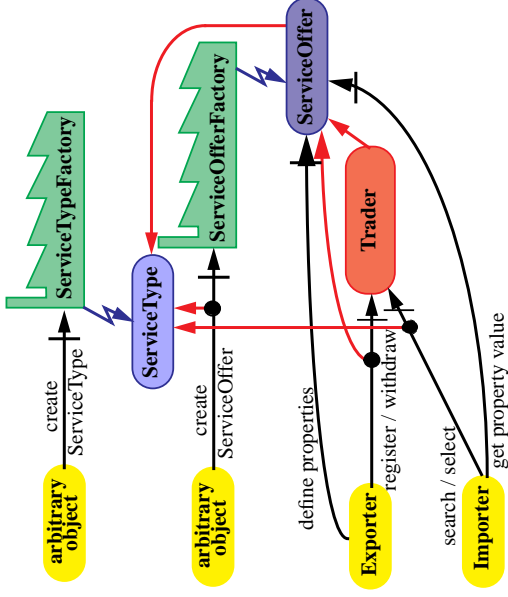 arbitrary
object
create
ServiceType
ServiceTypeFactory
ServiceType
arbitrary
object
create
ServiceOffer
ServiceOfferFactory
ServiceOffer
define properties
Exporter
register / withdraw
Trader
search / select
Importer
get property value